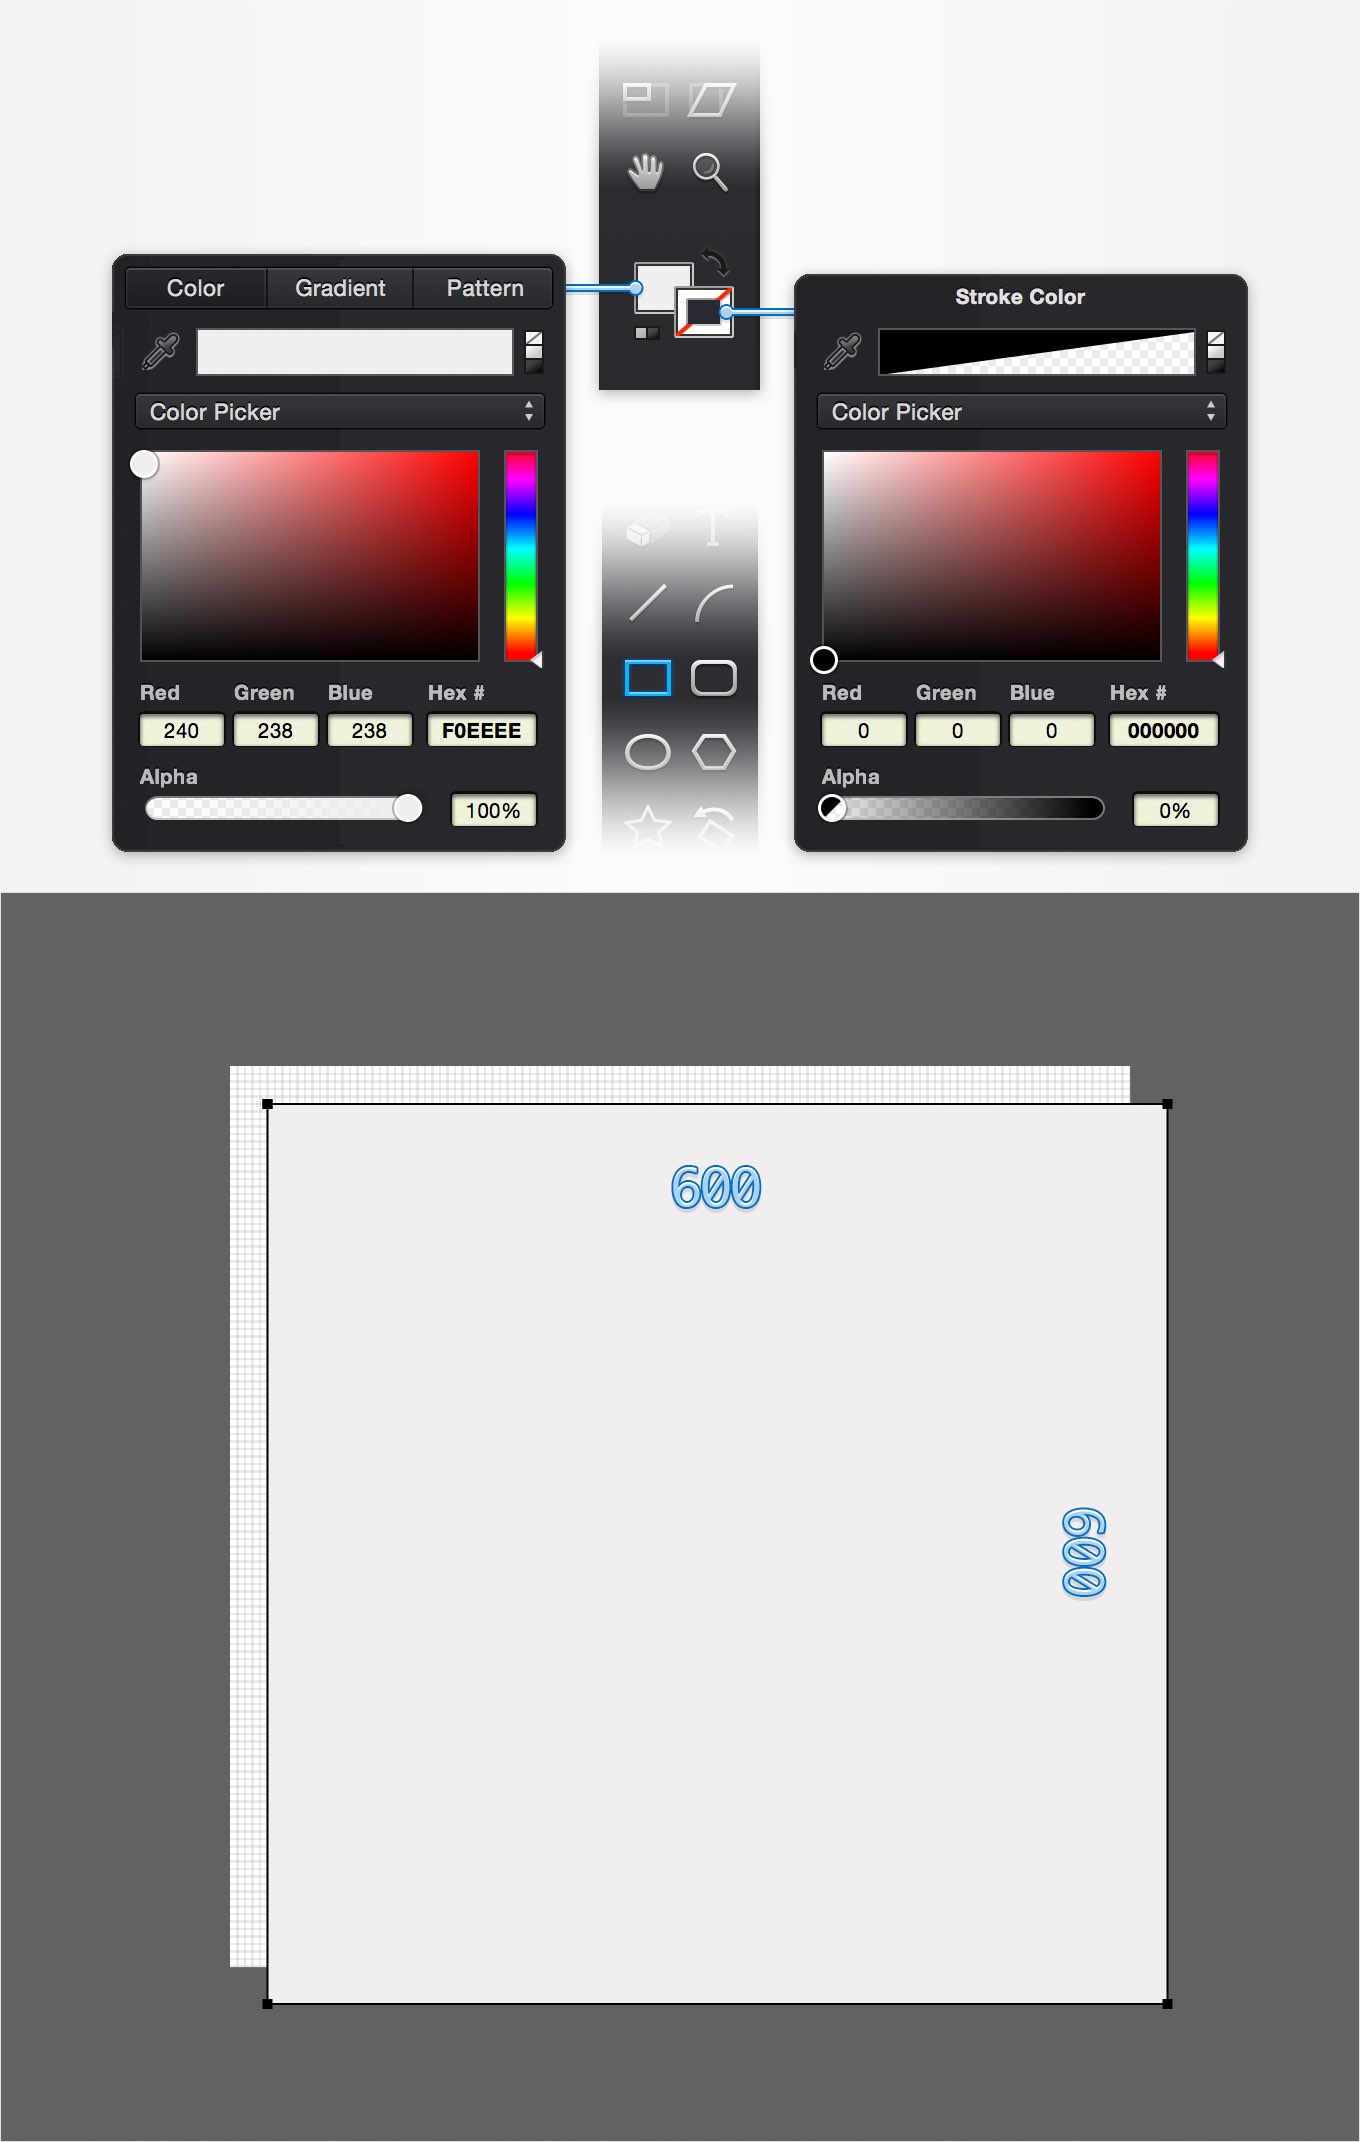 Color Gradient Pattern
Color Picker
Red Green Blue Hex #
240 238 238 F0EEEE
Alpha
100%
T
Stroke Color
Color Picker
Red Green Blue Hex #
0 0 0 000000
Alpha
0%
600
600